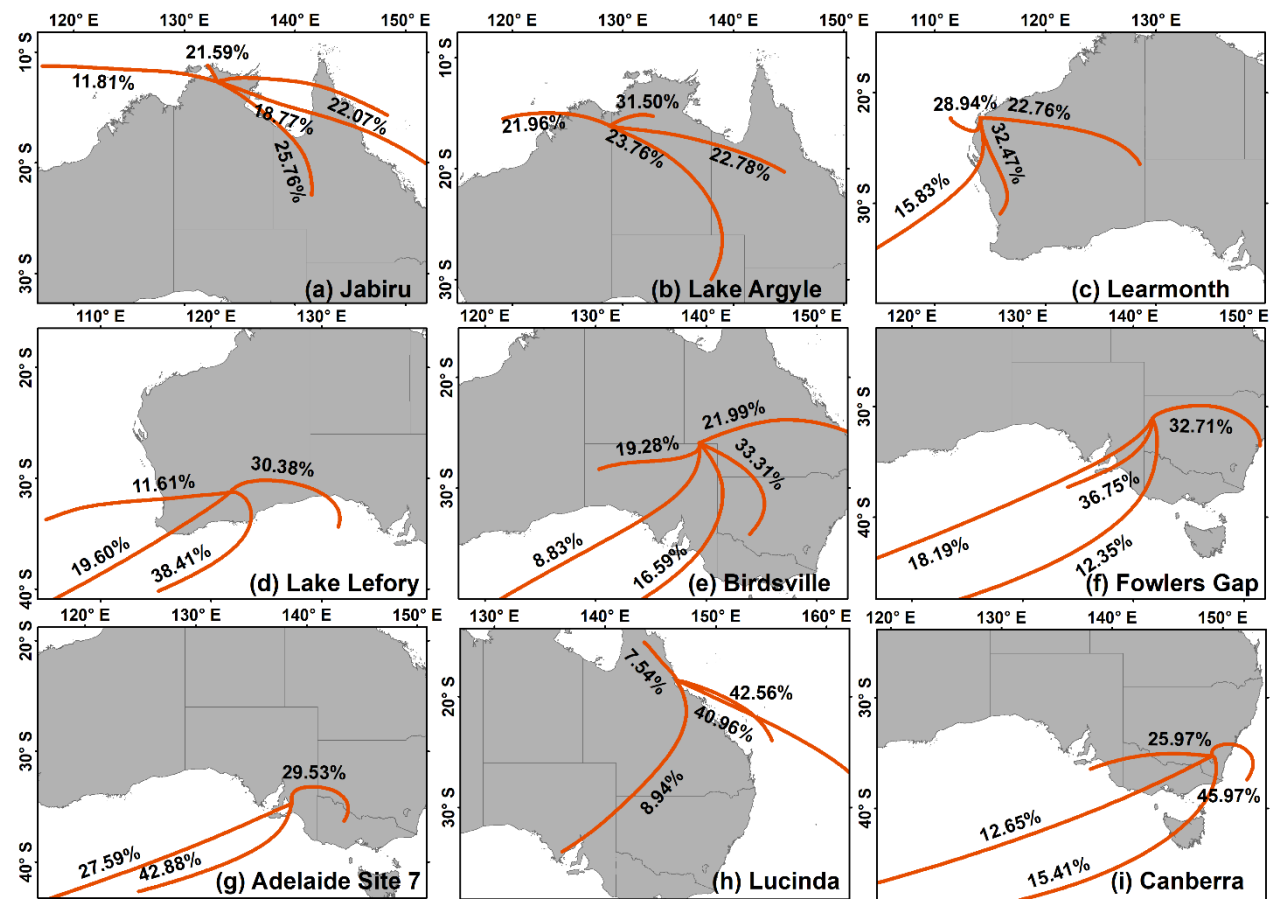 120° E 130° E 140° E 150° E
120° E 130° E 140° E 150° E
110° E 120° E 130° E
10° S
20° S
30° S
21.59%
11.81%
22.07%
18.77%
25.76%
(a) Jabiru
10° S
20° S
30° S
31.50%
21.96%
23.76%
22.78%
(b) Lake Argyle
20° S
30° S
28.94%
22.76%
32.47%
15.83%
(c) Learmonth
110° E 120° E 130° E
20° S
30° S
40° S
30.38%
11.61%
19.60%
38.41%
(d) Lake Lefory
120° E 130° E 140° E 150° E
20° S
30° S
40° S
21.99%
19.28%
33.31%
8.83%
16.59%
(e) Birdsville
120° E 130° E 140° E 150° E
30° S
40° S
32.71%
36.75%
18.19%
12.35%
(f) Fowlers Gap
120° E 130° E 140° E 150° E
20° S
30° S
40° S
29.53%
27.59%
42.88%
(g) Adelaide Site 7
130° E 140° E 150° E 160° E
20° S
30° S
7.54%
42.56%
40.96%
8.94%
(h) Lucinda
120° E 130° E 140° E 150° E
30° S
40° S
25.97%
45.97%
12.65%
15.41%
(i) Canberra